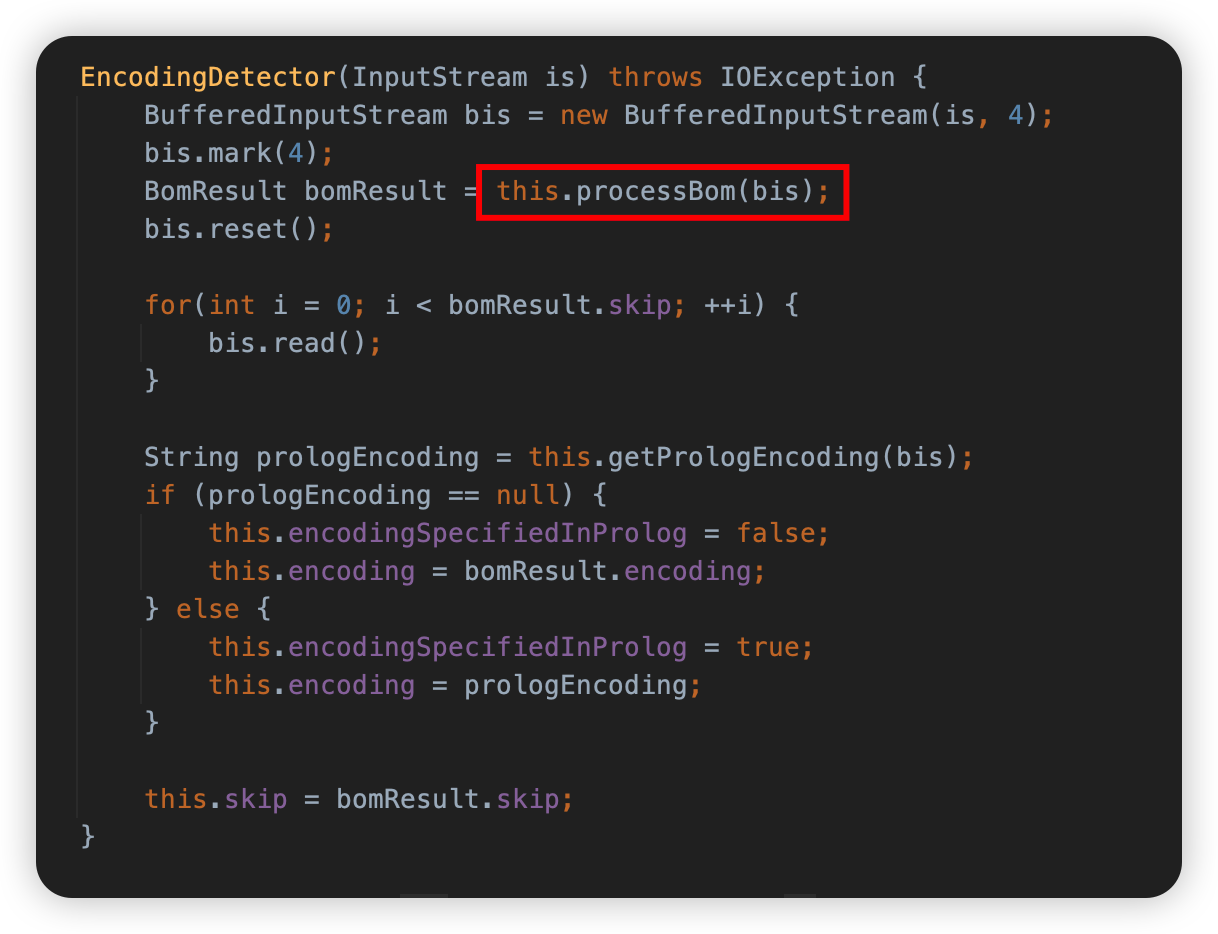 EncodingDetector(InputStream is) throws IOException {
BufferedInputStream bis = new BufferedInputStream(is, 4);
bis.mark(4);
BomResult bomResult = this.processBom(bis);
bis.reset();
for(int i = 0; i < bomResult.skip; ++i) {
bis.read();
}
String prologEncoding = this.getPrologEncoding(bis);
if (prologEncoding == null) {
this.encodingSpecifiedInProlog = false;
this.encoding = bomResult.encoding;
} else {
this.encodingSpecifiedInProlog = true;
this.encoding = prologEncoding;
}
this.skip = bomResult.skip;
}